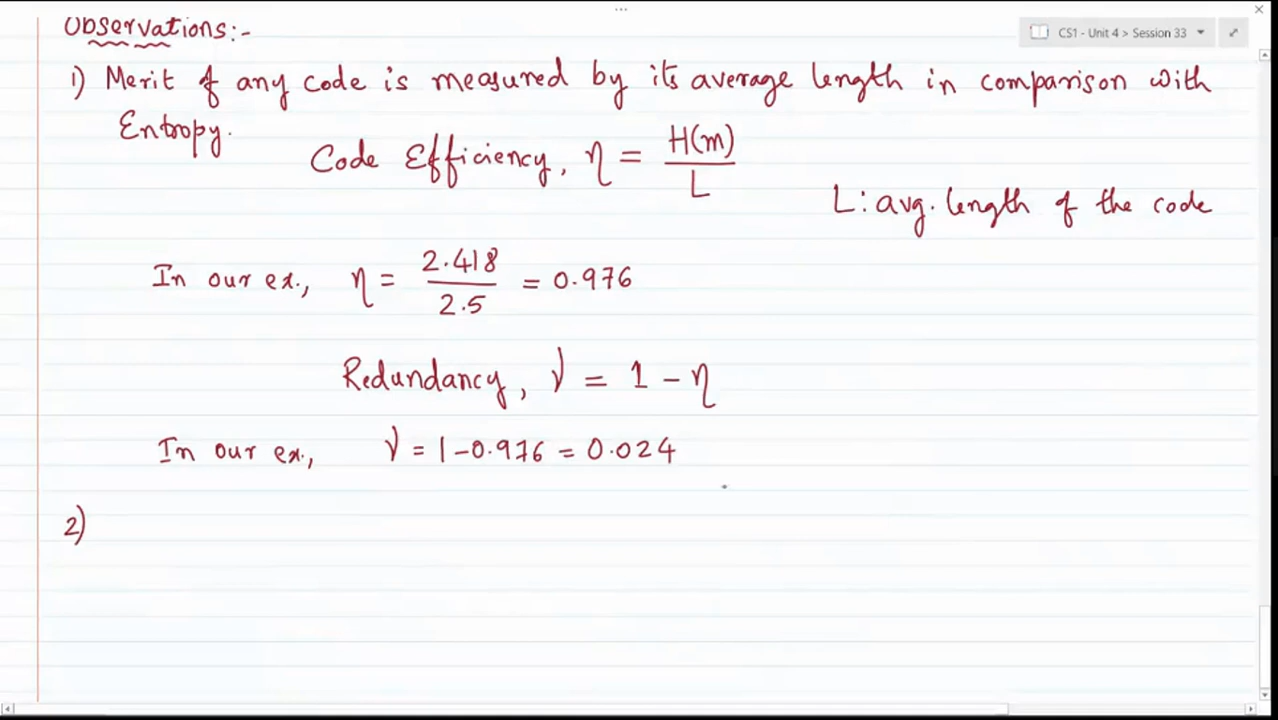 CS1 - Unit 4 > Session 33
Observations:-
1) Merit of any code is measured by its average length in comparison with
Entropy.
Code Efficiency, η = H(m) / L
L: avg. length of the code
In our ex., η = 2.418 / 2.5 = 0.976
Redundancy, γ = 1 - η
In our ex., γ = 1 - 0.976 = 0.024
2)